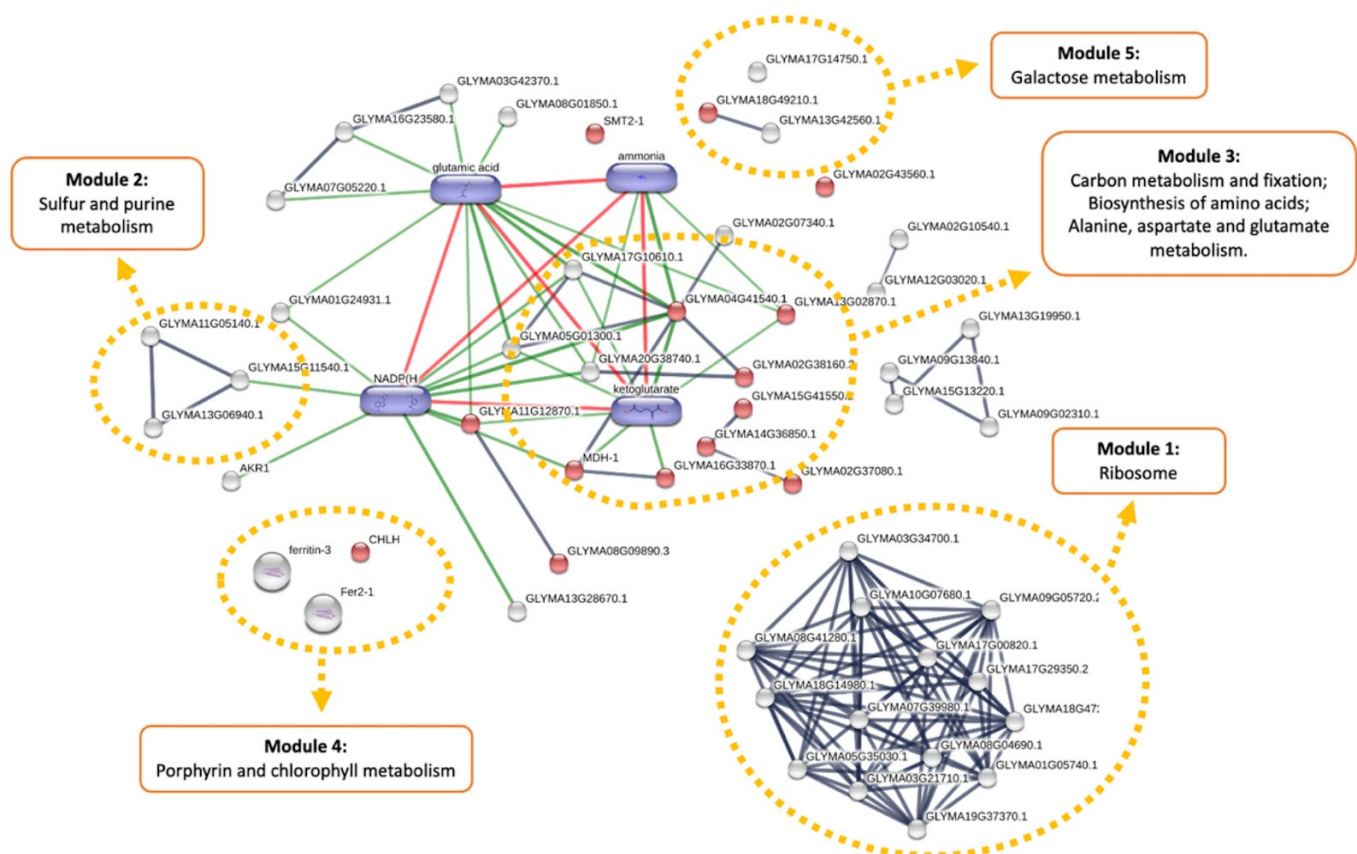 GLYMA17G14750.1
Module 5:
Galactose metabolism
GLYMA03G42370.1
GLYMA18G49210.1
GLYMA08G01850.1
GLYMA16G23580.1
SMT2-1
GLYMA13G42560.1
glutamic acid
ammonia
Module 2:
Sulfur and purine
metabolism
Module 3:
Carbon metabolism and fixation;
Biosynthesis of amino acids;
Alanine, aspartate and glutamate
metabolism.
GLYMA02G43560.1
GLYMA07G05220.1
GLYMA02G07340.1
GLYMA02G10540.1
GLYMA17G10610.1
GLYMA12G03020.1
GLYMA01G24931.1
GLYMA04G41540.1
GLYMA13G02870.1
GLYMA11G05140.1
GLYMA13G19950.1
GLYMA05G01300.1
GLYMA20G38740.1
GLYMA09G13840.1
GLYMA15G11540.1
NADP(H
GLYMA02G38160.2
ketoglutarate
GLYMA15G41550.2
GLYMA15G13220.1
GLYMA13G06940.1
GLYMA11G12870.1
GLYMA09G02310.1
GLYMA14G36850.1
AKR1
MDH-1
GLYMA16G33870.1
GLYMA02G37080.1
Module 1:
Ribosome
ferritin-3
CHLH
GLYMA08G09890.3
GLYMA03G34700.1
Fer2-1
GLYMA13G28670.1
GLYMA10G07680.1
GLYMA09G05720.2
GLYMA08G41280.1
GLYMA17G00820.1
GLYMA17G29350.2
GLYMA18G14980.1
GLYMA07G39980.1
GLYMA18G47
Module 4:
Porphyrin and chlorophyll metabolism
GLYMA05G35030.1
GLYMA08G04690.1
GLYMA01G05740.1
GLYMA03G21710.1
GLYMA19G37370.1